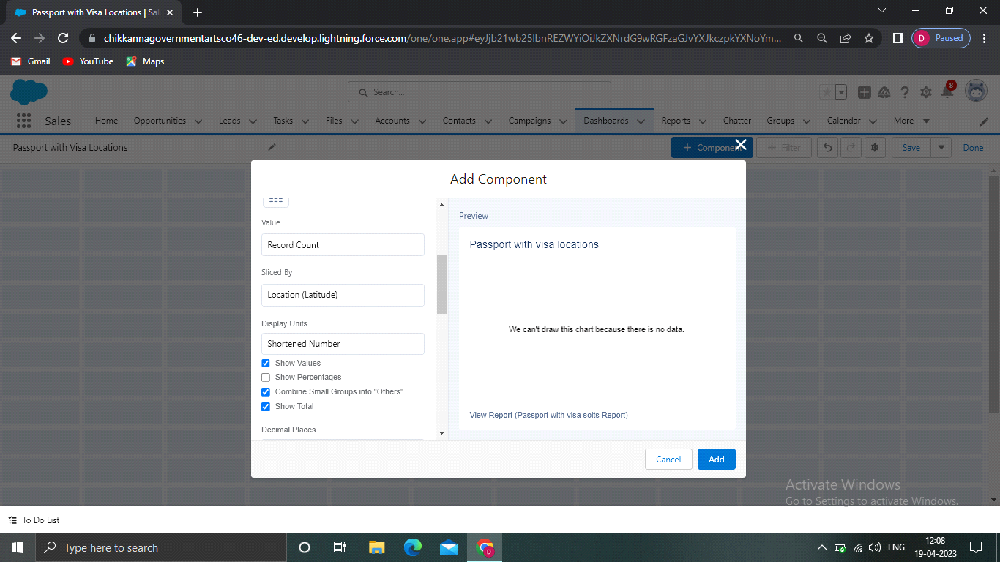 Passport with Visa Locations | Sal
chikkannagovernmentartsco46-dev-ed.develop.lightning.force.com/one/one.app#eyJjb21wb25lbnREZWYiOiJkZXNrdG9wRGFzaGJvYXJkczpkYXNoYm...
D Paused
Gmail YouTube Maps
Search...
8
Sales Home Opportunities Leads Tasks Files Accounts Contacts Campaigns Dashboards Reports Chatter Groups Calendar More
Passport with Visa Locations
+ Component + Filter Save Done
Add Component
Value
Record Count
Sliced By
Location (Latitude)
Display Units
Shortened Number
Show Values
Show Percentages
Combine Small Groups into "Others"
Show Total
Decimal Places
Preview
Passport with visa locations
We can't draw this chart because there is no data.
View Report (Passport with visa solts Report)
Cancel Add
Activate Windows
Go to Settings to activate Windows.
To Do List
Type here to search
D
ENG
12:08
19-04-2023